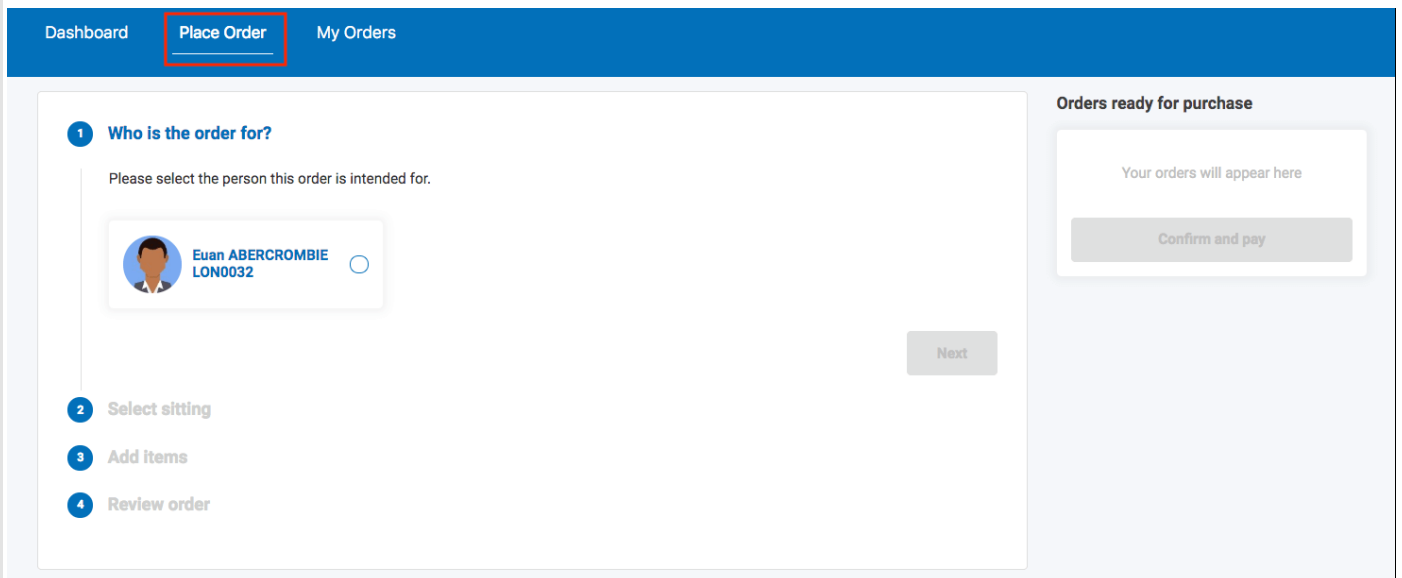 Dashboard Place Order My Orders
1 Who is the order for?
Please select the person this order is intended for.
Euan ABERCROMBIE
LON0032
Next
2 Select sitting
3 Add items
4 Review order
Orders ready for purchase
Your orders will appear here
Confirm and pay